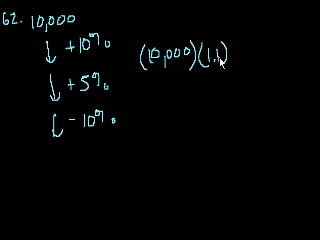 62. 10,000
↓ +10% (10,000)(1.1)
↓ +5%
↓ -10%